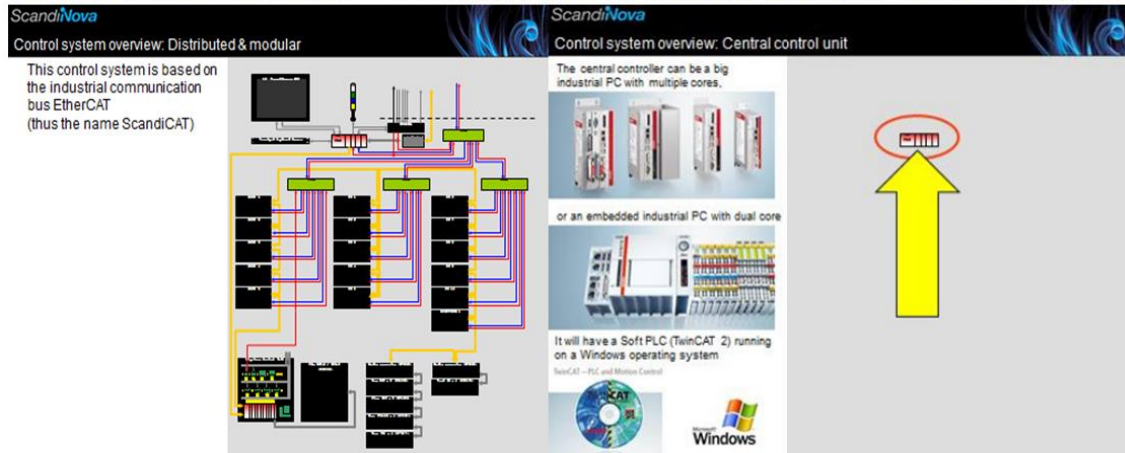 ScandiNova
Control system overview: Distributed & modular
This control system is based on
the industrial communication
bus EtherCAT
(thus the name ScandiCAT)
ScandiNova
Control system overview: Central control unit
The central controller can be a big
industrial PC with multiple cores,
or an embedded industrial PC with dual core
It will have a Soft PLC (TwinCAT 2) running
on a Windows operating system
TwinCAT – PLC and Motion Control
Microsoft
Windows